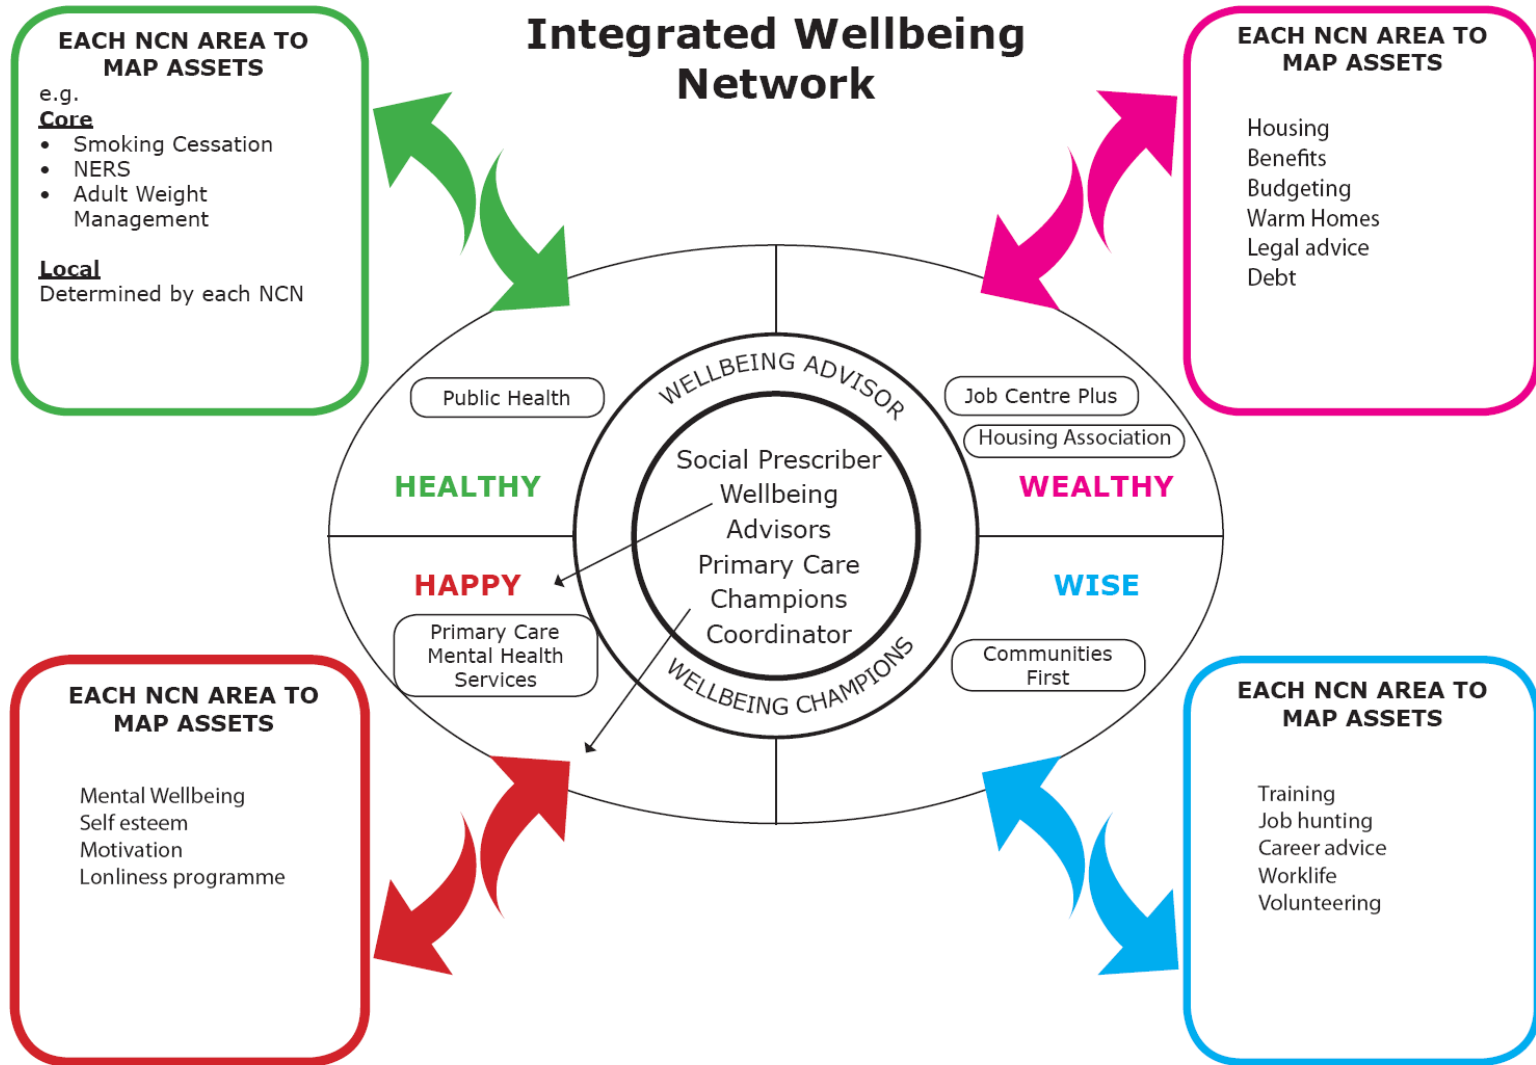 Integrated Wellbeing
Network
EACH NCN AREA TO
MAP ASSETS
e.g.
Core
• Smoking Cessation
• NERS
• Adult Weight
Management
Local
Determined by each NCN
EACH NCN AREA TO
MAP ASSETS
Housing
Benefits
Budgeting
Warm Homes
Legal advice
Debt
Public Health
HEALTHY
WELLBEING ADVISOR
Job Centre Plus
Housing Association
WEALTHY
Social Prescriber
Wellbeing
Advisors
Primary Care
Champions
Coordinator
HAPPY
Primary Care
Mental Health
Services
WELLBEING CHAMPIONS
WISE
Communities
First
EACH NCN AREA TO
MAP ASSETS
Mental Wellbeing
Self esteem
Motivation
Lonliness programme
EACH NCN AREA TO
MAP ASSETS
Training
Job hunting
Career advice
Worklife
Volunteering